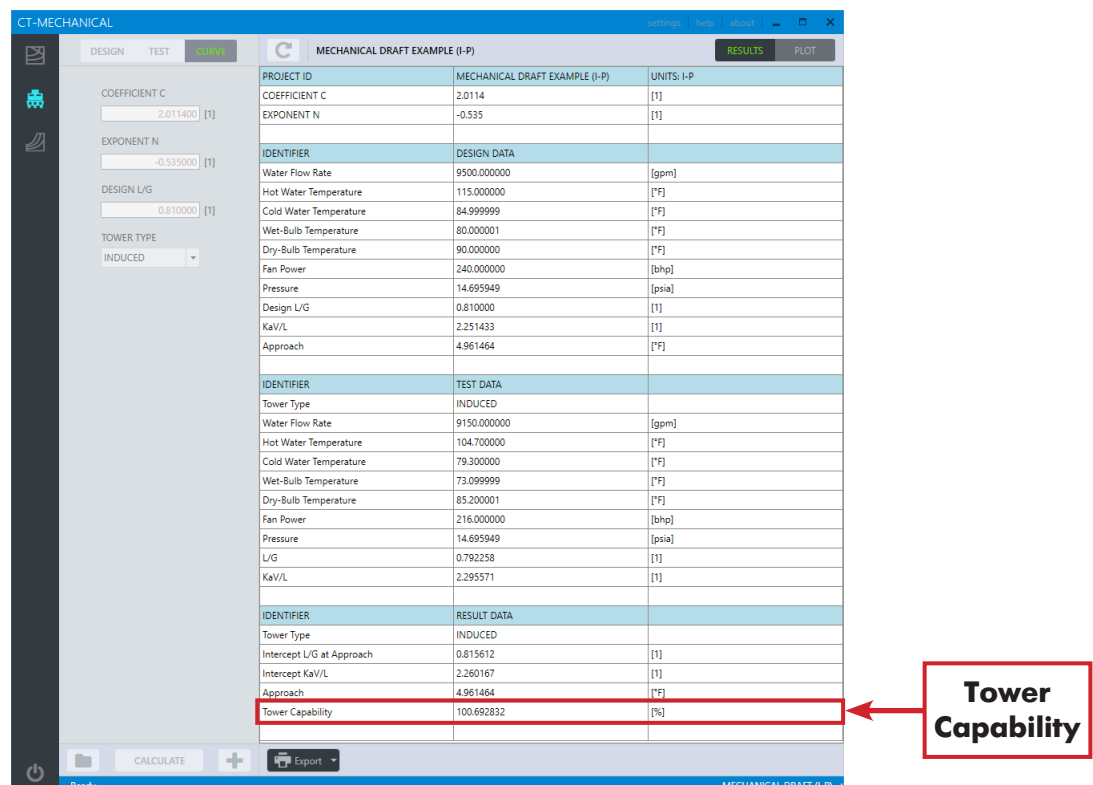 CT-MECHANICAL settings | help | about
DESIGN TEST CURVE
MECHANICAL DRAFT EXAMPLE (I-P)
RESULTS PLOT
COEFFICIENT C
2.011400 [1]
EXPONENT N
-0.535000 [1]
DESIGN L/G
0.810000 [1]
TOWER TYPE
INDUCED
PROJECT ID MECHANICAL DRAFT EXAMPLE (I-P) UNITS: I-P
COEFFICIENT C 2.0114 [1]
EXPONENT N -0.535 [1]
IDENTIFIER DESIGN DATA
Water Flow Rate 9500.000000 [gpm]
Hot Water Temperature 115.000000 [°F]
Cold Water Temperature 84.999999 [°F]
Wet-Bulb Temperature 80.000001 [°F]
Dry-Bulb Temperature 90.000000 [°F]
Fan Power 240.000000 [bhp]
Pressure 14.695949 [psia]
Design L/G 0.810000 [1]
KaV/L 2.251433 [1]
Approach 4.961464 [°F]
IDENTIFIER TEST DATA
Tower Type INDUCED
Water Flow Rate 9150.000000 [gpm]
Hot Water Temperature 104.700000 [°F]
Cold Water Temperature 79.300000 [°F]
Wet-Bulb Temperature 73.099999 [°F]
Dry-Bulb Temperature 85.200001 [°F]
Fan Power 216.000000 [bhp]
Pressure 14.695949 [psia]
L/G 0.792258 [1]
KaV/L 2.295571 [1]
IDENTIFIER RESULT DATA
Tower Type INDUCED
Intercept L/G at Approach 0.815612 [1]
Intercept KaV/L 2.260167 [1]
Approach 4.961464 [°F]
Tower Capability 100.692832 [%]
Tower
Capability
CALCULATE
Export
Ready MECHANICAL DRAFT (I-P)